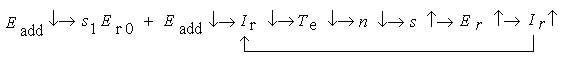 E_add ↓→ s_1 E_r0 + E_add ↓→ I_r ↓→ T_e ↓→ n ↓→ s ↑→ E_r ↑→ I_r ↑